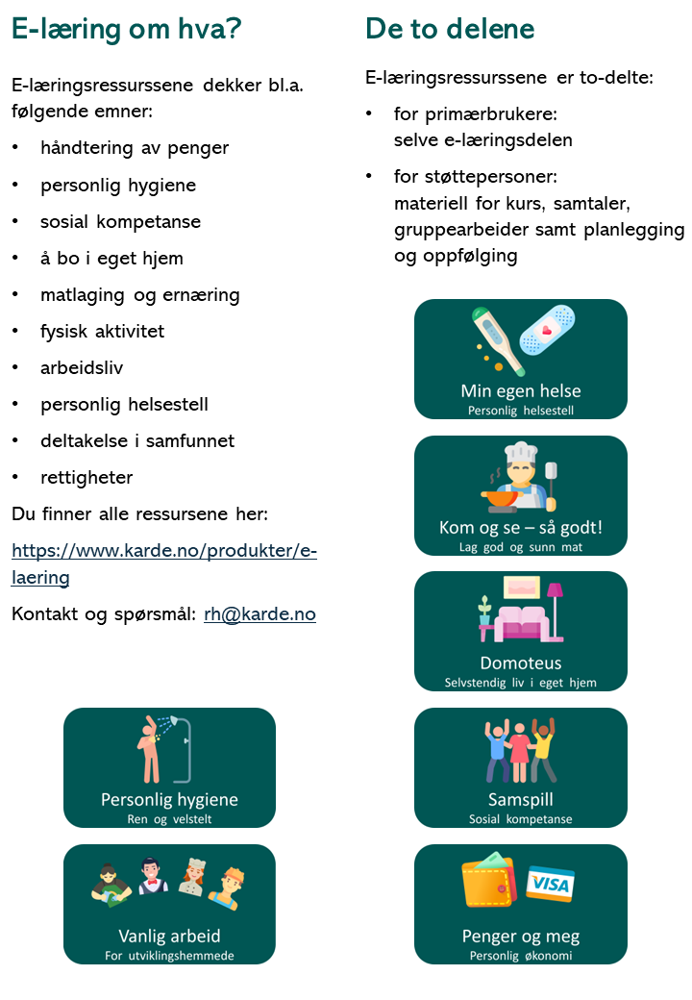 E-læring om hva?
E-læringsressurssene dekker bl.a.
følgende emner:
• håndtering av penger
• personlig hygiene
• sosial kompetanse
• å bo i eget hjem
• matlaging og ernæring
• fysisk aktivitet
• arbeidsliv
• personlig helsestell
• deltakelse i samfunnet
• rettigheter
Du finner alle ressursene her:
https://www.karde.no/produkter/e-
laering
Kontakt og spørsmål: rh@karde.no
Personlig hygiene
Ren og velstelt
Vanlig arbeid
For utviklingshemmede
De to delene
E-læringsressurssene er to-delte:
• for primærbrukere:
selve e-læringsdelen
• for støttepersoner:
materiell for kurs, samtaler,
gruppearbeider samt planlegging
og oppfølging
Min egen helse
Personlig helsestell
Kom og se – så godt!
Lag god og sunn mat
Domoteus
Selvstendig liv i eget hjem
Samspill
Sosial kompetanse
VISA
Penger og meg
Personlig økonomi